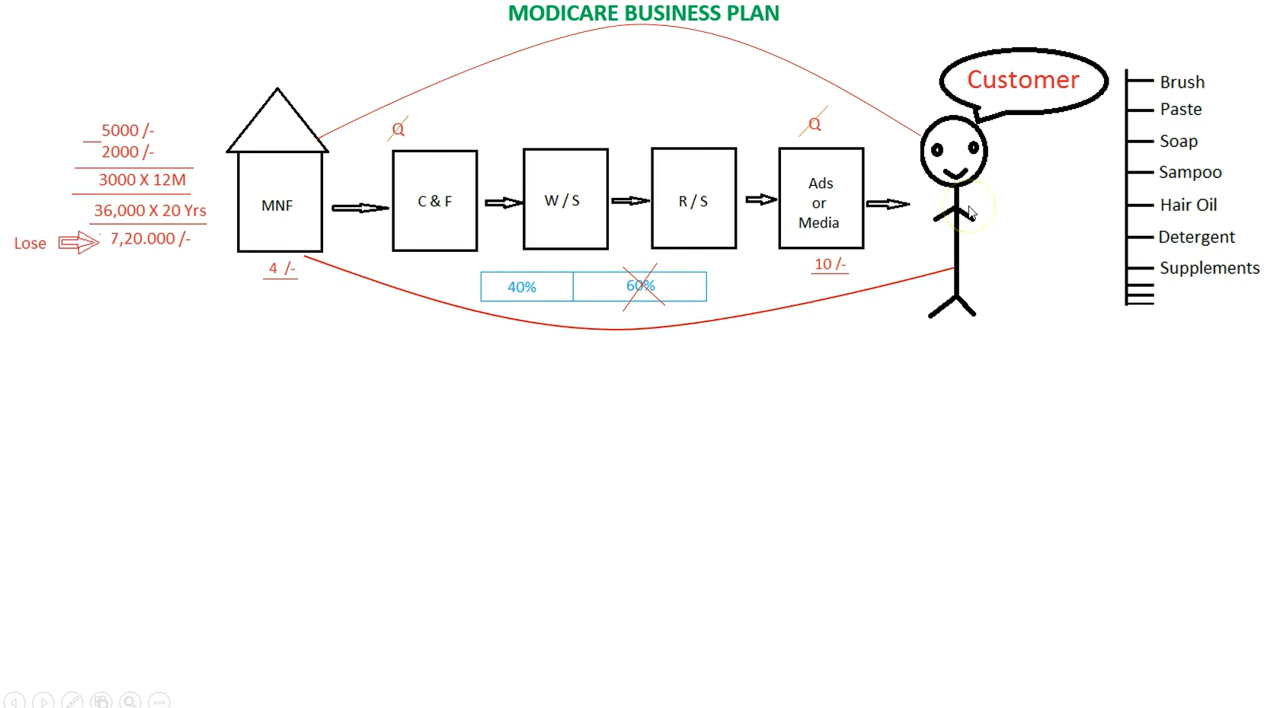 MODICARE BUSINESS PLAN
Customer
Brush
Paste
Soap
Sampoo
Hair Oil
Detergent
Supplements
5000 /-
2000 /-
3000 X 12M
36,000 X 20 Yrs
Lose
7,20.000 /-
MNF
4 /-
Q
C & F
W / S
R / S
Q
Ads
or
Media
10 /-
40%
60%